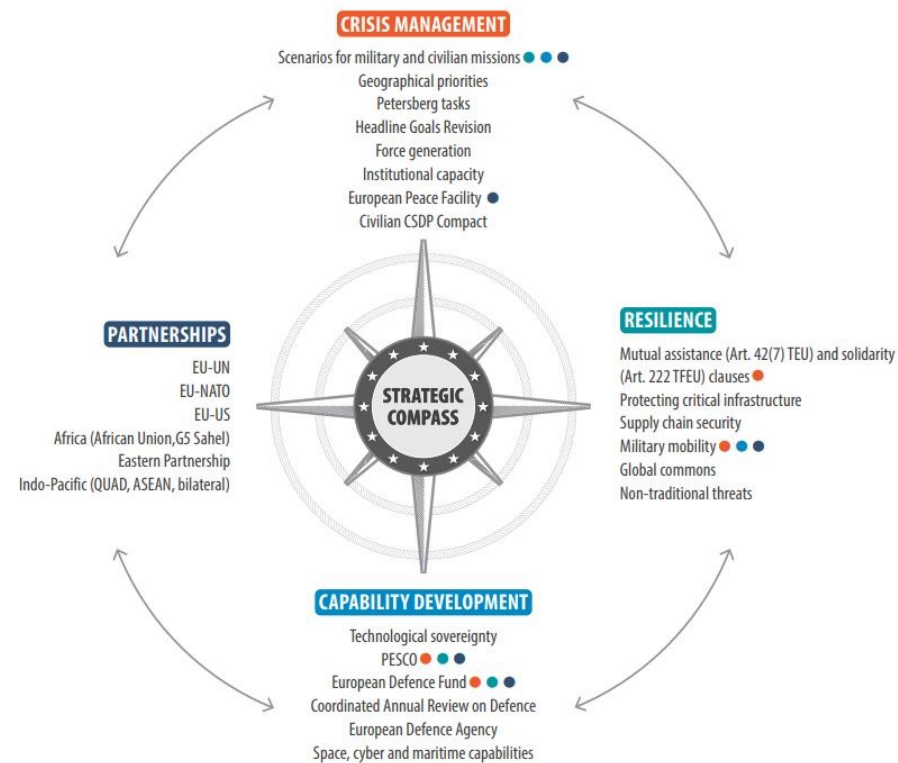 CRISIS MANAGEMENT
Scenarios for military and civilian missions
Geographical priorities
Petersberg tasks
Headline Goals Revision
Force generation
Institutional capacity
European Peace Facility
Civilian CSDP Compact
PARTNERSHIPS
EU-UN
EU-NATO
EU-US
Africa (African Union,G5 Sahel)
Eastern Partnership
Indo-Pacific (QUAD, ASEAN, bilateral)
STRATEGIC
COMPASS
RESILIENCE
Mutual assistance (Art. 42(7) TEU) and solidarity
(Art. 222 TFEU) clauses
Protecting critical infrastructure
Supply chain security
Military mobility
Global commons
Non-traditional threats
CAPABILITY DEVELOPMENT
Technological sovereignty
PESCO
European Defence Fund
Coordinated Annual Review on Defence
European Defence Agency
Space, cyber and maritime capabilities